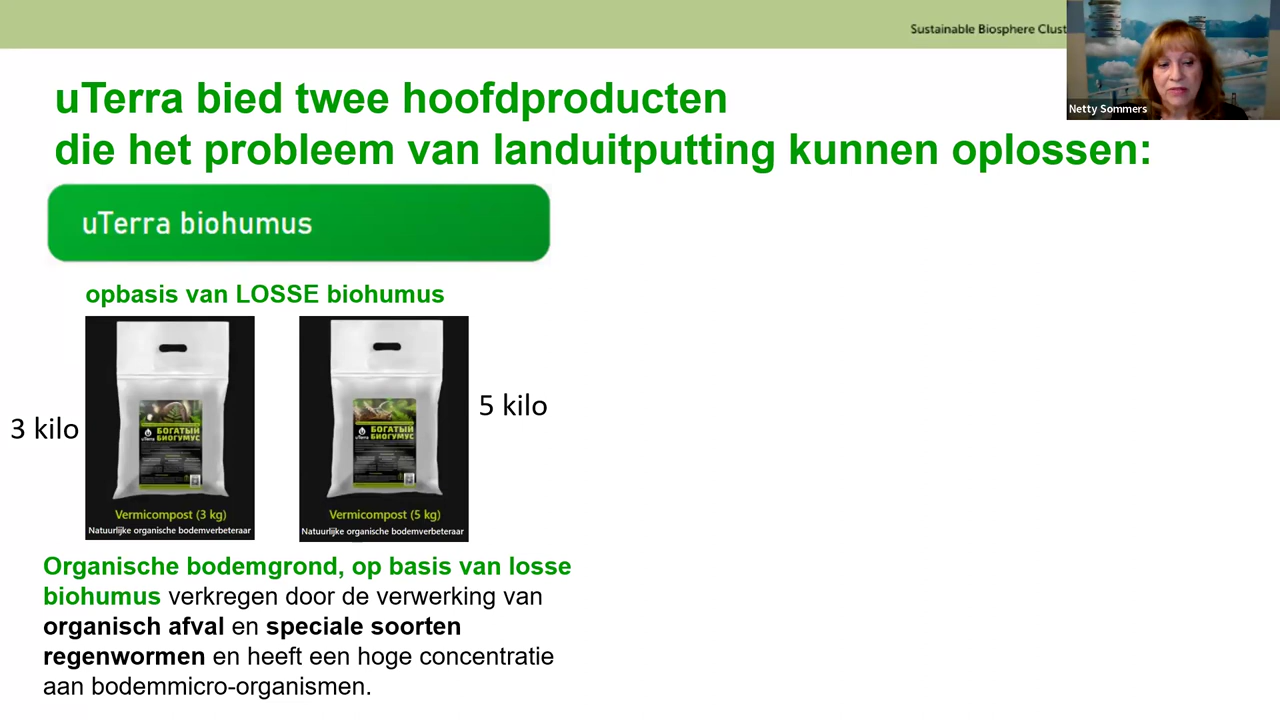 Sustainable Biosphere Clust
Netty Sommers
uTerra bied twee hoofdproducten
die het probleem van landuitputting kunnen oplossen:
uTerra biohumus
opbasis van LOSSE biohumus
3 kilo
uTerra
БОГАТЫЙ
БИОГУМУС
Vermicompost (3 kg)
Natuurlijke organische bodemverbeteraar
uTerra
БОГАТЫЙ
БИОГУМУС
Vermicompost (5 kg)
Natuurlijke organische bodemverbeteraar
5 kilo
Organische bodemgrond, op basis van losse
biohumus verkregen door de verwerking van
organisch afval en speciale soorten
regenwormen en heeft een hoge concentratie
aan bodemmicro-organismen.